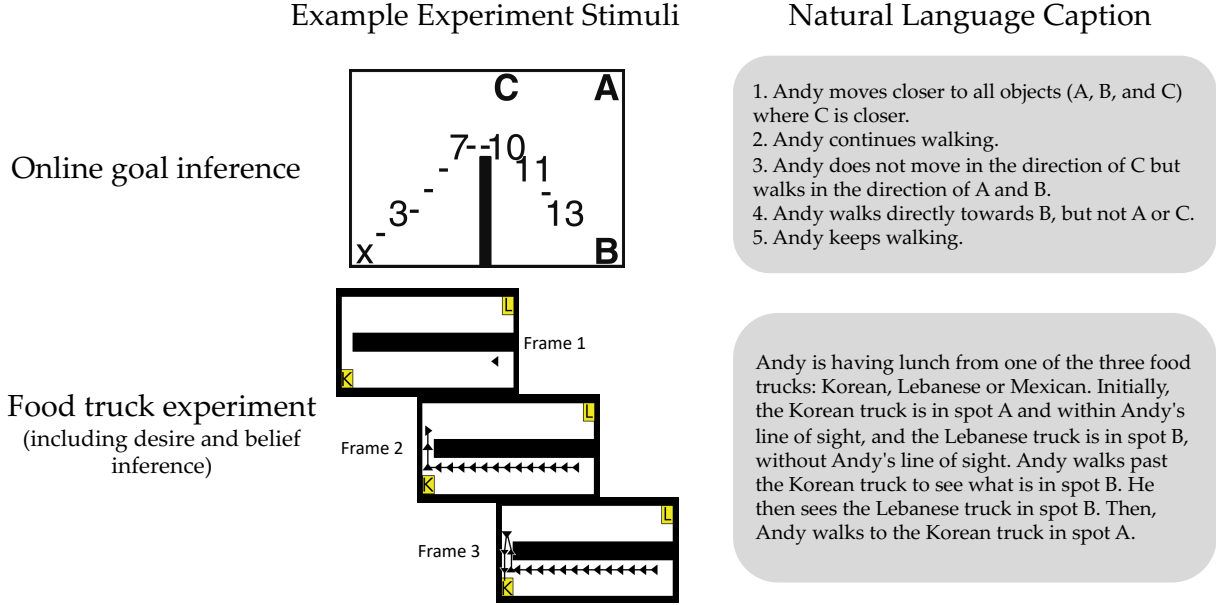 Example Experiment Stimuli
Natural Language Caption
Online goal inference
C
A
7--10
11
-
-
-
13
-3-
-
x
B
1. Andy moves closer to all objects (A, B, and C)
where C is closer.
2. Andy continues walking.
3. Andy does not move in the direction of C but
walks in the direction of A and B.
4. Andy walks directly towards B, but not A or C.
5. Andy keeps walking.
Food truck experiment
(including desire and belief
inference)
L
K
Frame 1
Frame 2
L
K
Frame 3
L
K
Andy is having lunch from one of the three food
trucks: Korean, Lebanese or Mexican. Initially,
the Korean truck is in spot A and within Andy's
line of sight, and the Lebanese truck is in spot B,
without Andy's line of sight. Andy walks past
the Korean truck to see what is in spot B. He
then sees the Lebanese truck in spot B. Then,
Andy walks to the Korean truck in spot A.